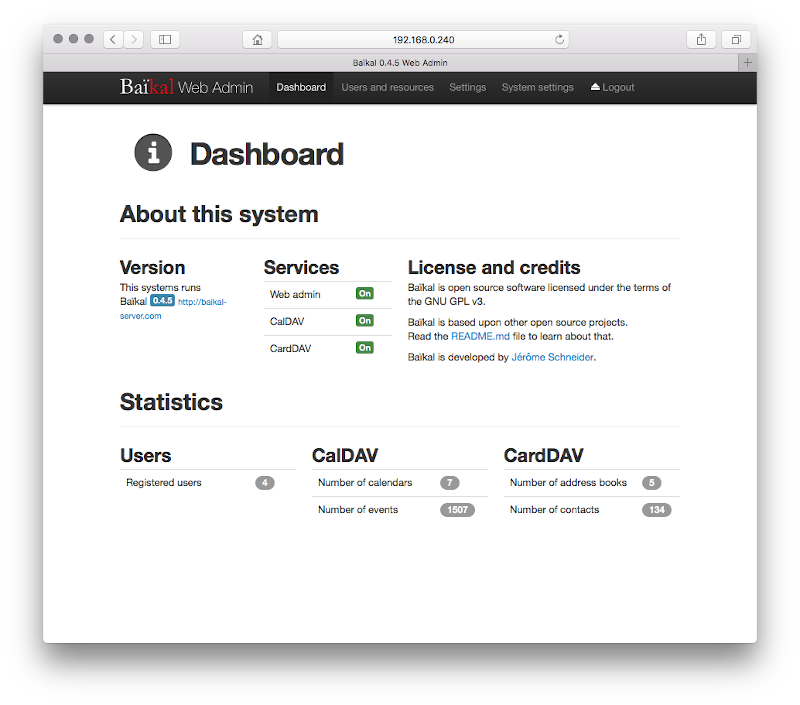 192.168.0.240
Baïkal 0.4.5 Web Admin
Baïkal Web Admin Dashboard Users and resources Settings System settings Logout
Dashboard
About this system
Version
This systems runs
Baïkal 0.4.5 http://baikal-
server.com
Services
Web admin On
CalDAV On
CardDAV On
License and credits
Baïkal is open source software licensed under the terms of
the GNU GPL v3.
Baïkal is based upon other open source projects.
Read the README.md file to learn about that.
Baïkal is developed by Jérôme Schneider.
Statistics
Users
Registered users 4
CalDAV
Number of calendars 7
Number of events 1507
CardDAV
Number of address books 5
Number of contacts 134